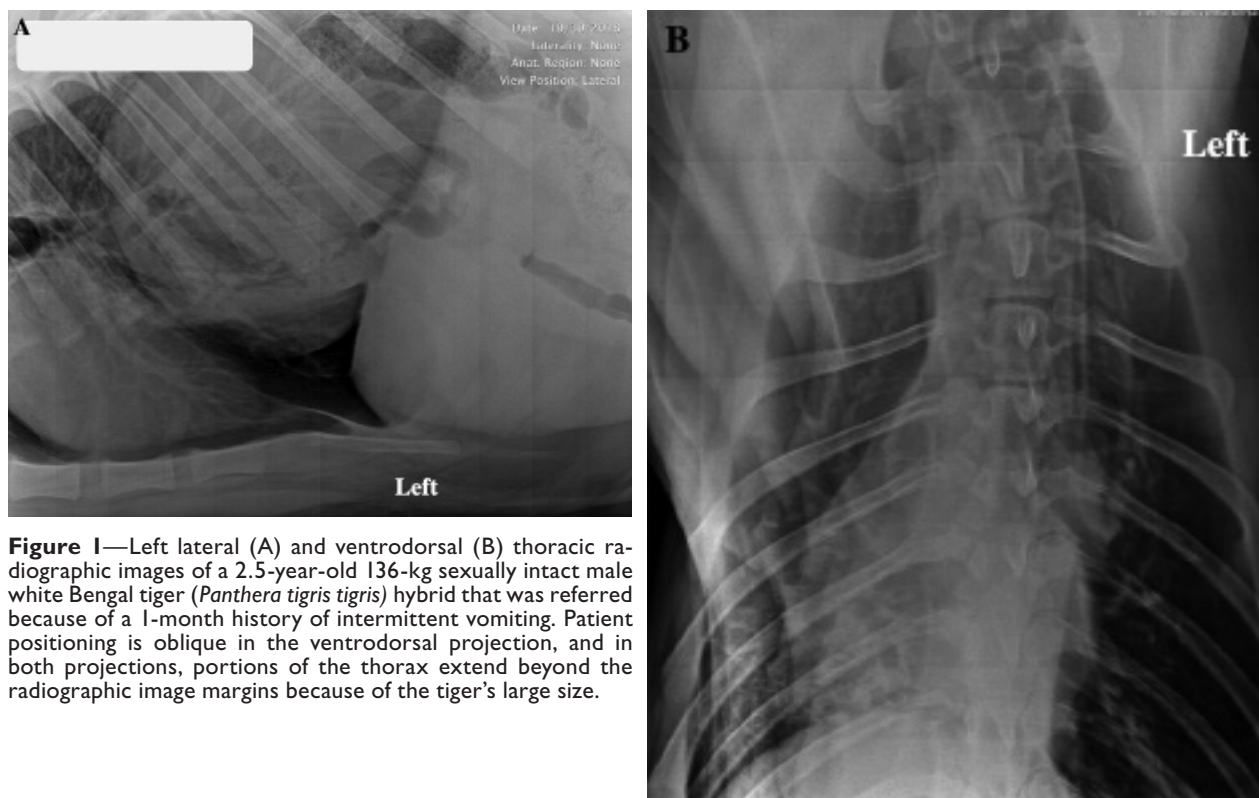 A
Date: 10/30/2018
Laterality: None
Anat. Region: None
View Position: Lateral
Left
B
Left
Figure 1—Left lateral (A) and ventrodorsal (B) thoracic ra-
diographic images of a 2.5-year-old 136-kg sexually intact male
white Bengal tiger (Panthera tigris tigris) hybrid that was referred
because of a 1-month history of intermittent vomiting. Patient
positioning is oblique in the ventrodorsal projection, and in
both projections, portions of the thorax extend beyond the
radiographic image margins because of the tiger’s large size.